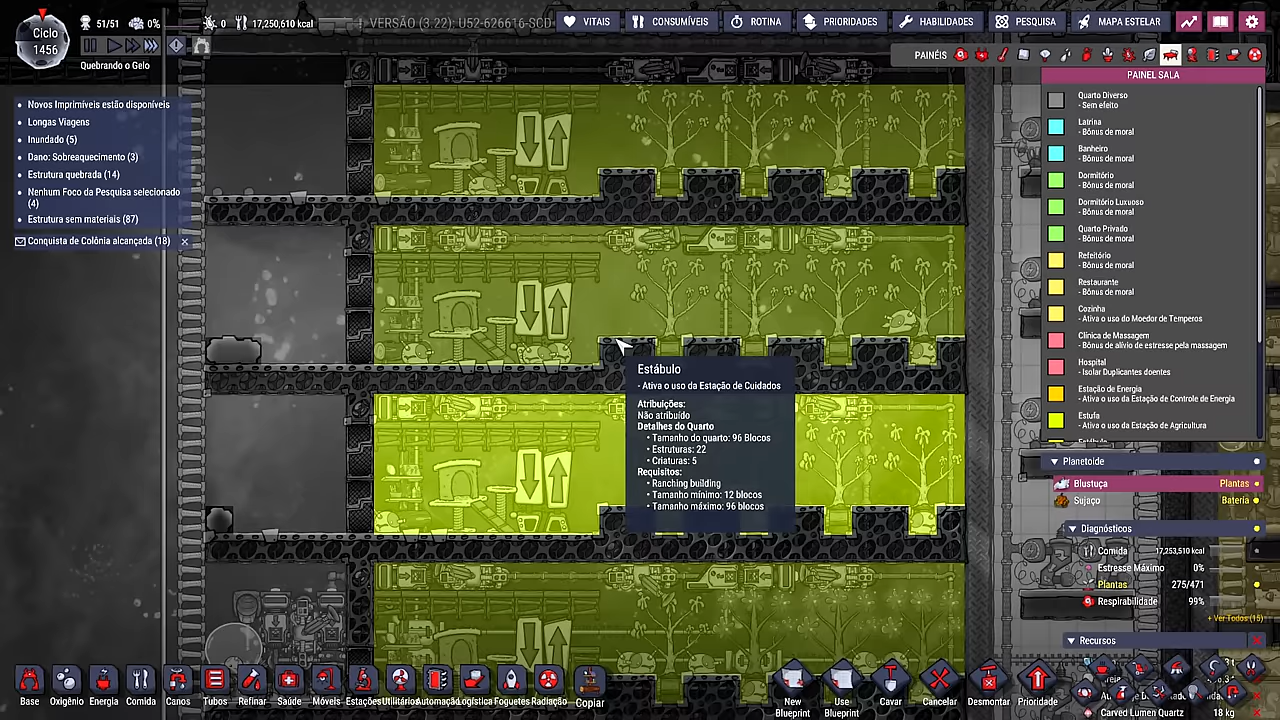 Ciclo
1456
51/51
0%
0
17,250,610 kcal
VERSÃO (3.22): U52-626616-SCD
VITAIS
CONSUMÍVEIS
ROTINA
PRIORIDADES
HABILIDADES
PESQUISA
MAPA ESTELAR
Quebrando o Gelo
PAINÉIS
PAINEL SALA
Novos Imprimíveis estão disponíveis
Longas Viagens
Inundado (5)
Dano: Sobreaquecimento (3)
Estrutura quebrada (14)
Nenhum Foco da Pesquisa selecionado
(4)
Estrutura sem materiais (87)
Conquista de Colônia alcançada (18)
Quarto Diverso
- Sem efeito
Latrina
- Bônus de moral
Banheiro
- Bônus de moral
Dormitório
- Bônus de moral
Dormitório Luxuoso
- Bônus de moral
Quarto Privado
- Bônus de moral
Refeitório
- Bônus de moral
Restaurante
- Bônus de moral
Cozinha
- Ativa o uso do Moedor de Temperos
Clínica de Massagem
- Bônus de alívio de estresse pela massagem
Hospital
- Isolar Duplicantes doentes
Estação de Energia
- Ativa o uso da Estação de Controle de Energia
Estufa
- Ativa o uso da Estação de Agricultura
Estábulo
- Ativa o uso da Estação de Cuidados
Atribuições:
Não atribuído
Detalhes do Quarto
• Tamanho do quarto: 96 Blocos
• Estruturas: 22
• Criaturas: 5
Requisitos:
• Ranching building
• Tamanho mínimo: 12 blocos
• Tamanho máximo: 96 blocos
Planetoide
Blustuça
Plantas
Sujaço
Bateria
Diagnósticos
Comida
17,253,510 kcal
Estresse Máximo
0%
Plantas
275/471
Respirabilidade
99%
+ Ver Todos (15)
Recursos
Carved Lumen Quartz
18 kg
Base
Oxigênio
Energia
Comida
Canos
Tubos
Refinar
Saúde
Móveis
Estações
Utilitários
Automação
Logística
Foguetes
Radiação
Copiar
New
Blueprint
Use
Blueprint
Cavar
Cancelar
Desmontar
Prioridade